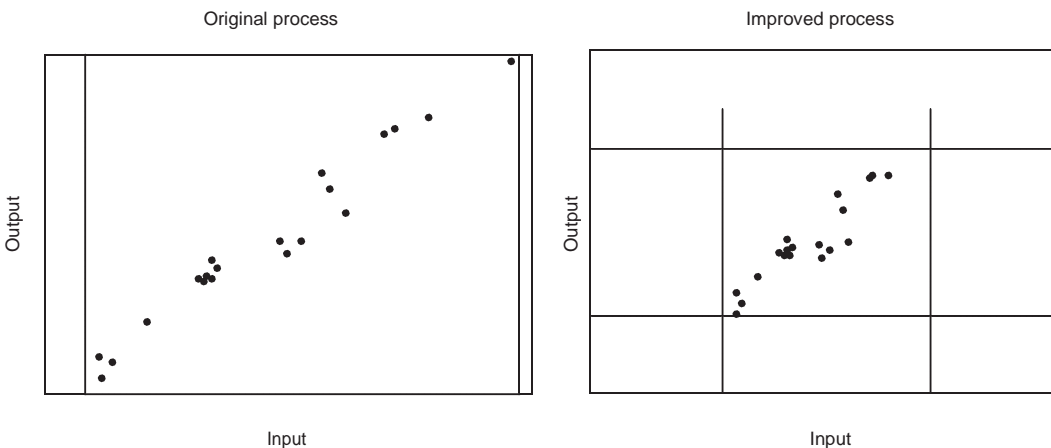 Original process
Improved process
Output
Input
Output
Input